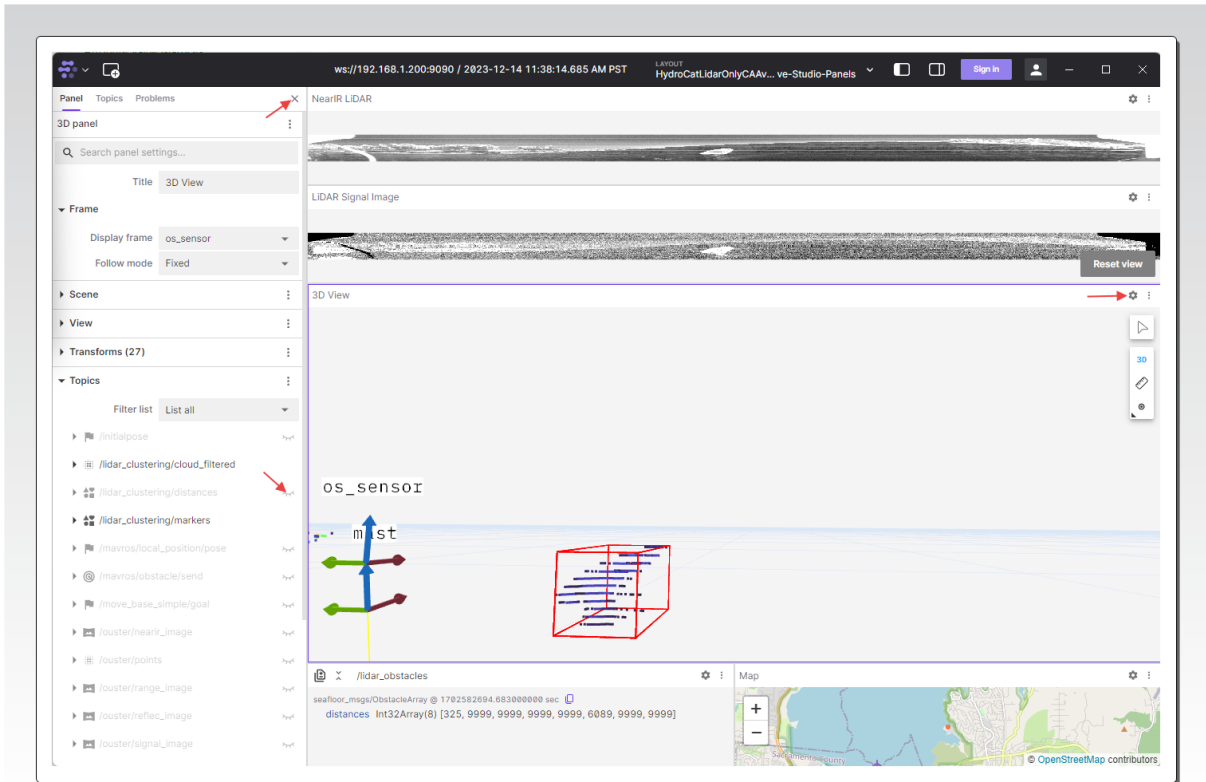 ws://192.168.1.200:9090 / 2023-12-14 11:38:14.685 AM PST
LAYOUT
HydroCatLidarOnlyCAAv... ve-Studio-Panels
Sign in
Panel Topics Problems
3D panel
Search panel settings...
Title 3D View
Frame
Display frame os_sensor
Follow mode Fixed
Scene
View
Transforms (27)
Topics
Filter list List all
/initialpose
/lidar_clustering/cloud_filtered
/lidar_clustering/distances
/lidar_clustering/markers
/mavros/local_position/pose
/mavros/obstacle/send
/move_base_simple/goal
/ouster/nearir_image
/ouster/points
/ouster/range_image
/ouster/reflec_image
/ouster/signal_image
NearIR LiDAR
LiDAR Signal Image
Reset view
3D View
3D
os_sensor
mast
/lidar_obstacles
seafloor_msgs/ObstacleArray @ 1702582694.683000000 sec
distances Int32Array(8) [325, 9999, 9999, 9999, 9999, 6089, 9999, 9999]
Map
+
−
Sacramento County
© OpenStreetMap contributors